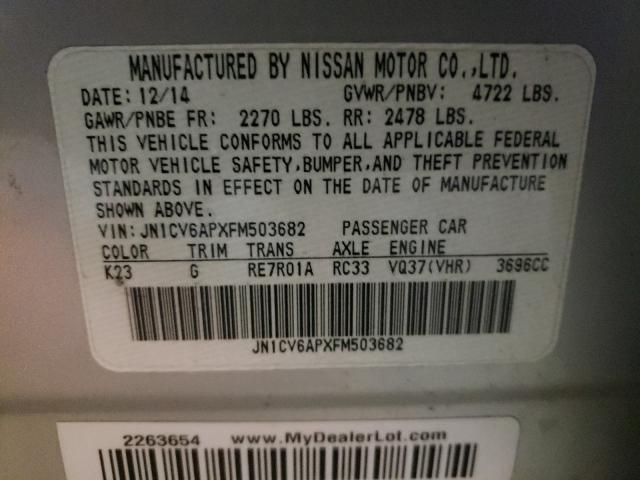 MANUFACTURED BY NISSAN MOTOR CO.,LTD.
DATE: 12/14 GVWR/PNBV: 4722 LBS.
GAWR/PNBE FR: 2270 LBS. RR: 2478 LBS.
THIS VEHICLE CONFORMS TO ALL APPLICABLE FEDERAL
MOTOR VEHICLE SAFETY,BUMPER,AND THEFT PREVENTION
STANDARDS IN EFFECT ON THE DATE OF MANUFACTURE
SHOWN ABOVE.
VIN: JN1CV6APXFM503682 PASSENGER CAR
COLOR TRIM TRANS AXLE ENGINE
K23 G RE7R01A RC33 VQ37(VHR) 3696CC
JN1CV6APXFM503682
2263654 www.MyDealerLot.com